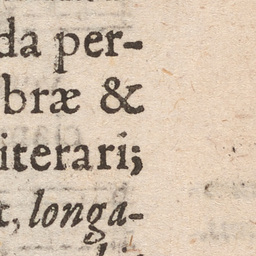 da per-
bræ &
iterari;
t, longa-